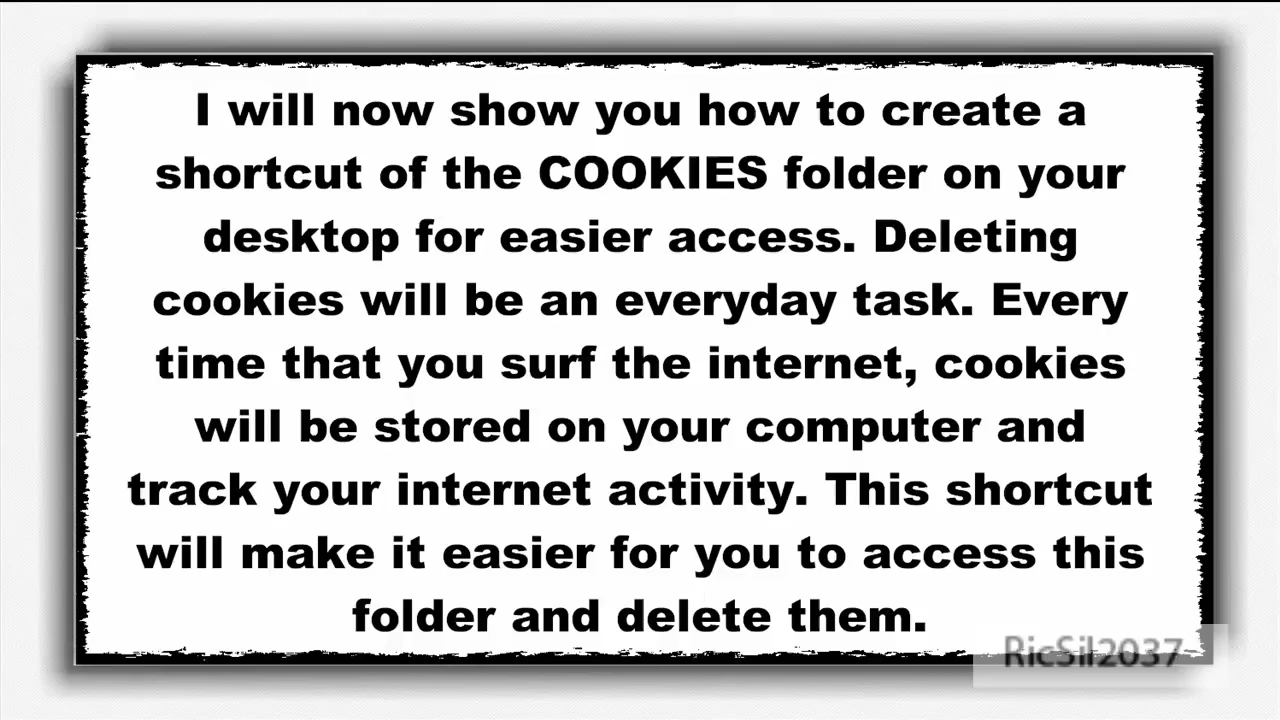 I will now show you how to create a
shortcut of the COOKIES folder on your
desktop for easier access. Deleting
cookies will be an everyday task. Every
time that you surf the internet, cookies
will be stored on your computer and
track your internet activity. This shortcut
will make it easier for you to access this
folder and delete them.
RicSil2037